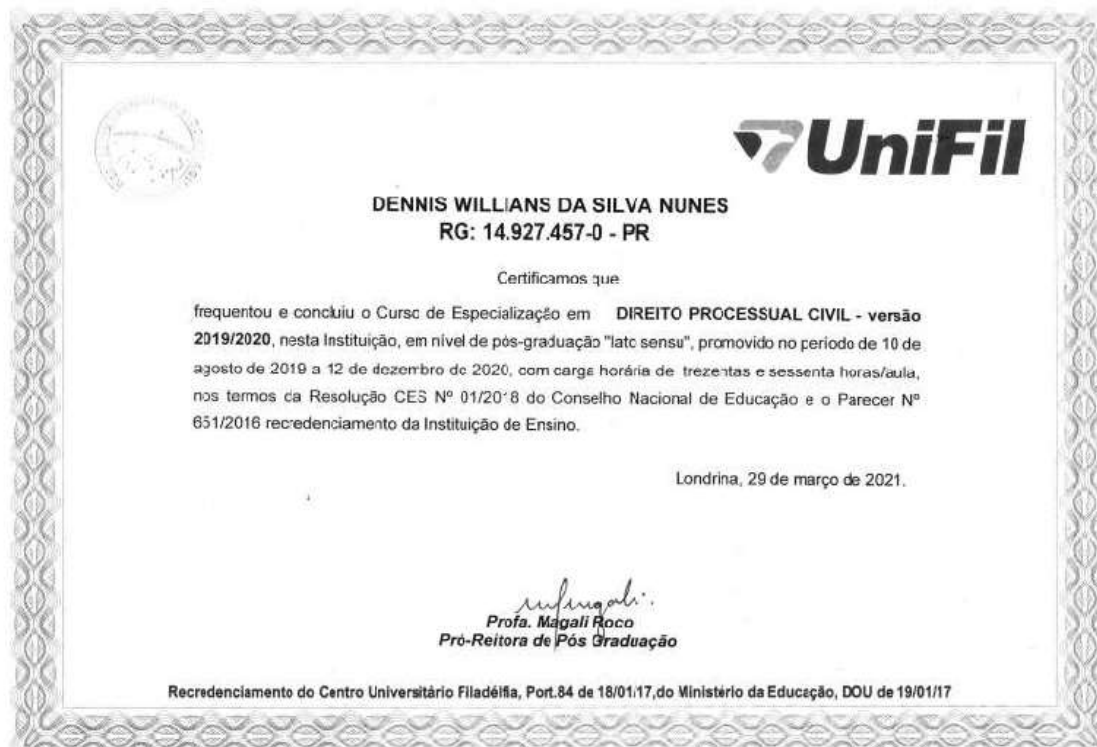 UniFil
DENNIS WILLIANS DA SILVA NUNES
RG: 14.927.457-0 - PR
Certificamos que
frequentou e concluiu o Curso de Especialização em DIREITO PROCESSUAL CIVIL - versão
2019/2020, nesta Instituição, em nível de pós-graduação "lato sensu", promovido no período de 10 de
agosto de 2019 a 12 de dezembro de 2020, com carga horária de trezentas e sessenta horas/aula,
nos termos da Resolução CES Nº 01/2018 do Conselho Nacional de Educação e o Parecer Nº
651/2016 recredenciamento da Instituição de Ensino.
Londrina, 29 de março de 2021.
Profa. Magali Roco
Pró-Reitora de Pós Graduação
Recredenciamento do Centro Universitário Filadélfia, Port.84 de 18/01/17,do Ministério da Educação, DOU de 19/01/17